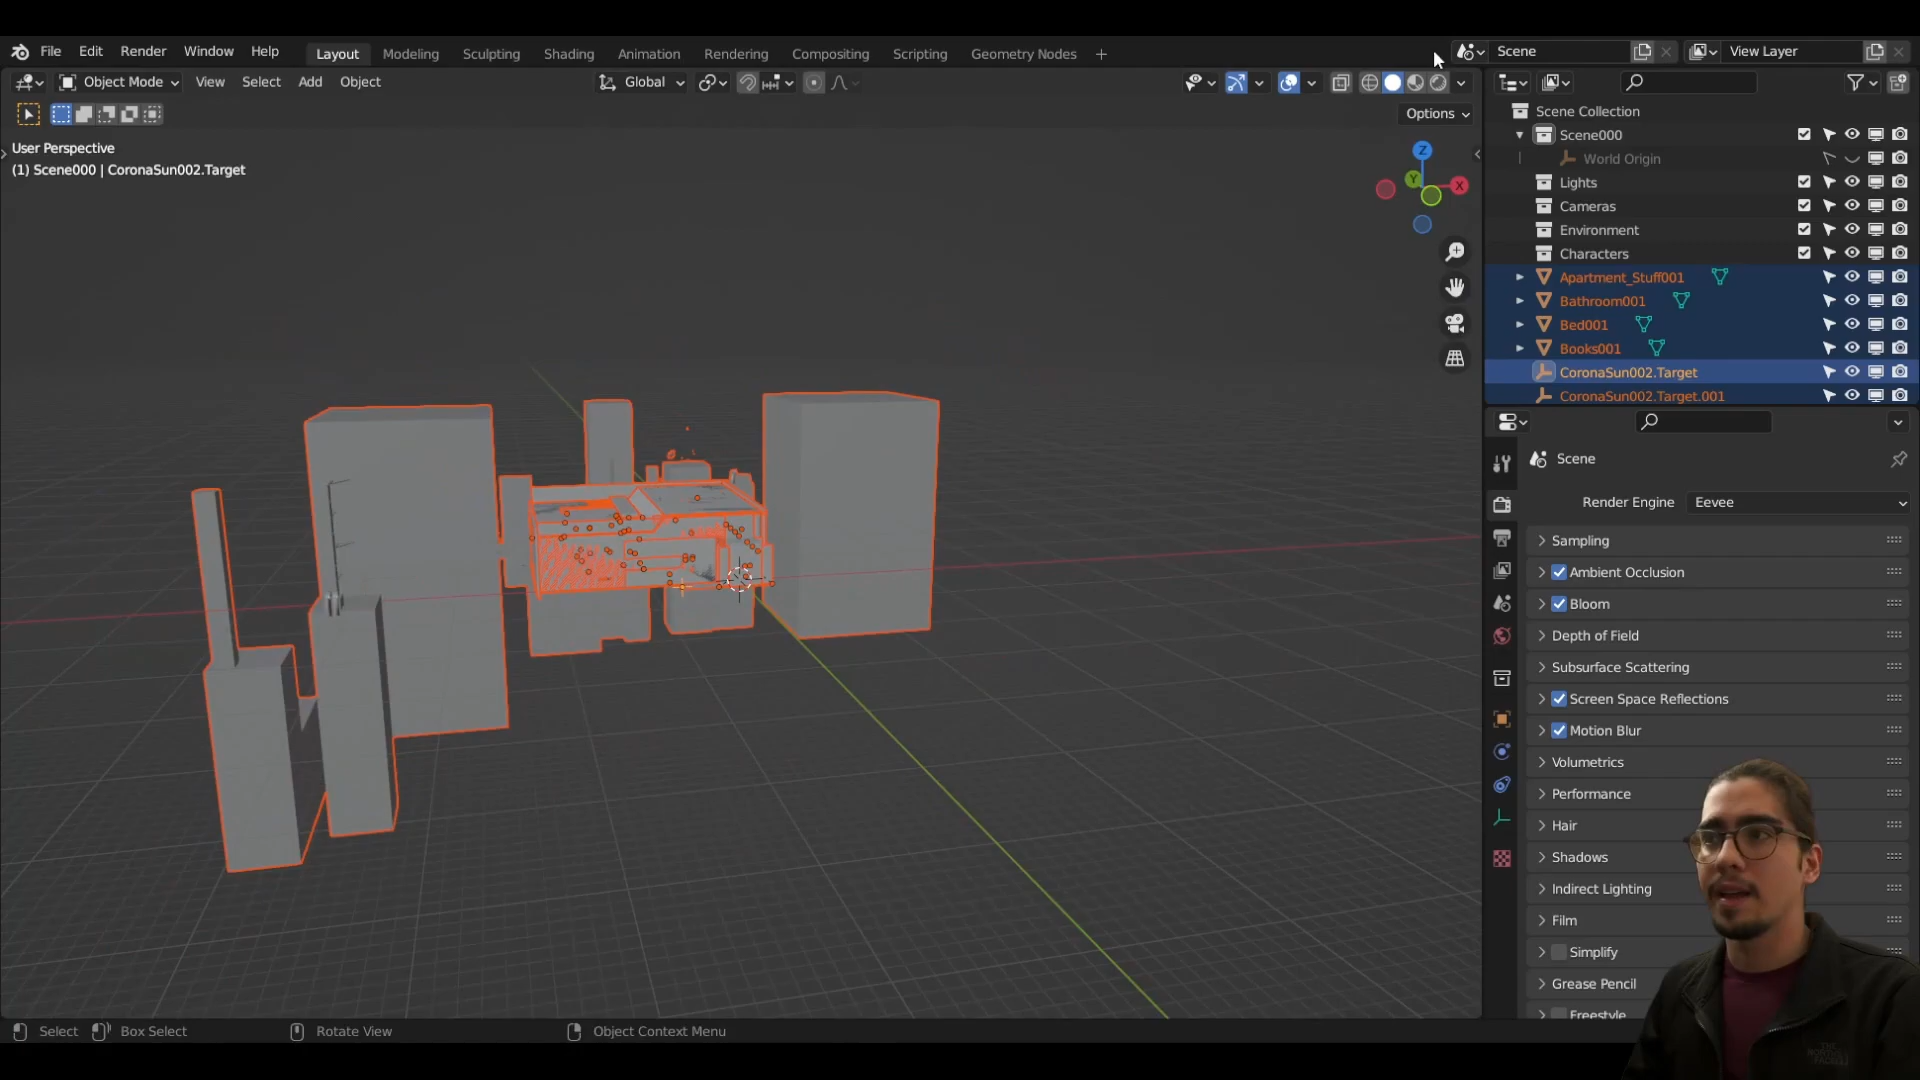 File Edit Render Window Help Layout Modeling Sculpting Shading Animation Rendering Compositing Scripting Geometry Nodes + Scene View Layer
Object Mode View Select Add Object Global
Options
User Perspective
(1) Scene000 | CoronaSun002.Target
Z
Y
X
Scene Collection
Scene000
World Origin
Lights
Cameras
Environment
Characters
Apartment_Stuff001
Bathroom001
Bed001
Books001
CoronaSun002.Target
CoronaSun002.Target.001
Scene
Render Engine Eevee
Sampling
Ambient Occlusion
Bloom
Depth of Field
Subsurface Scattering
Screen Space Reflections
Motion Blur
Volumetrics
Performance
Hair
Shadows
Indirect Lighting
Film
Simplify
Grease Pencil
Freestyle
Select Box Select Rotate View Object Context Menu